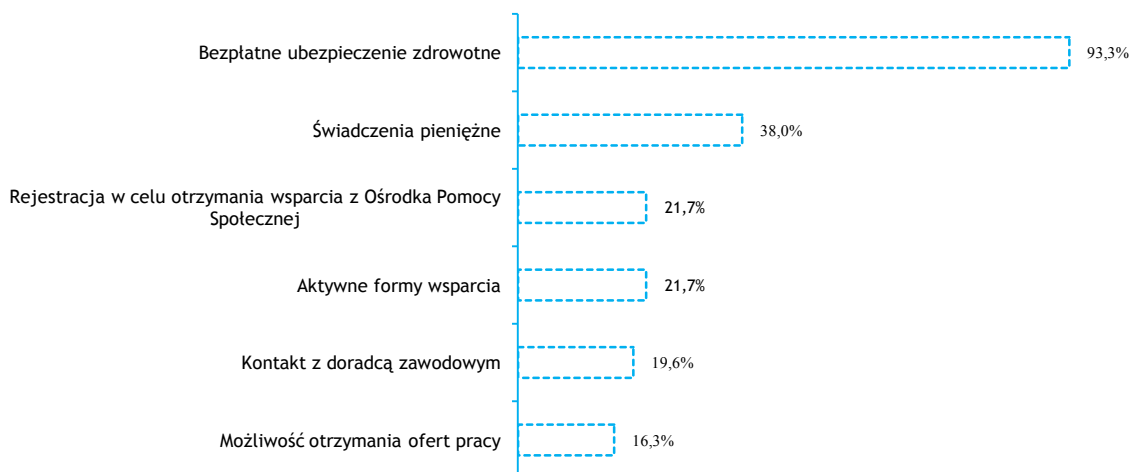 Bezpłatne ubezpieczenie zdrowotne
93,3%
Świadczenia pieniężne
38,0%
Rejestracja w celu otrzymania wsparcia z Ośrodka Pomocy
Społecznej
21,7%
Aktywne formy wsparcia
21,7%
Kontakt z doradcą zawodowym
19,6%
Możliwość otrzymania ofert pracy
16,3%